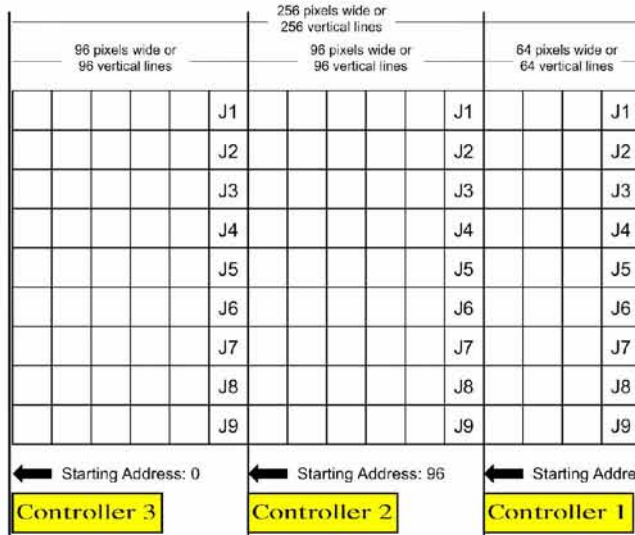 256 pixels wide or
256 vertical lines
96 pixels wide or
96 vertical lines
96 pixels wide or
96 vertical lines
64 pixels wide or
64 vertical lines
J1 J1 J1
J2 J2 J2
J3 J3 J3
J4 J4 J4
J5 J5 J5
J6 J6 J6
J7 J7 J7
J8 J8 J8
J9 J9 J9
Starting Address: 0
Starting Address: 96
Starting Addre
Controller 3
Controller 2
Controller 1